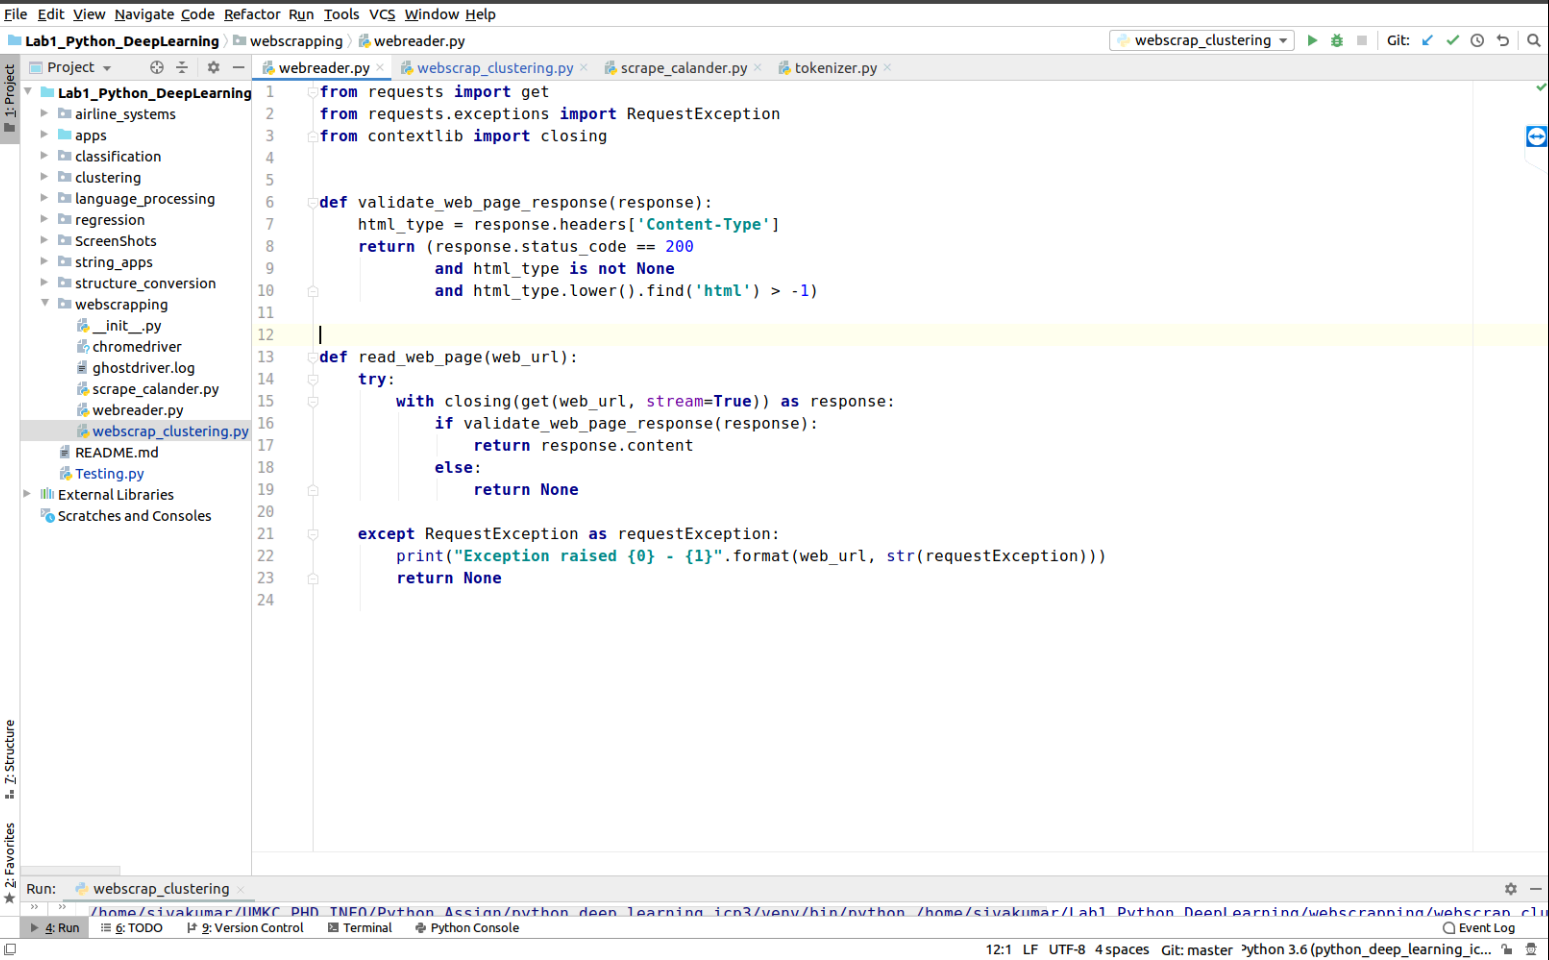 File Edit View Navigate Code Refactor Run Tools VCS Window Help
Lab1_Python_DeepLearning webscrapping webreader.py
webscrap_clustering
Git:
1: Project
Project
webreader.py
webscrap_clustering.py
scrape_calander.py
tokenizer.py
Lab1_Python_DeepLearning
airline_systems
apps
classification
clustering
language_processing
regression
ScreenShots
string_apps
structure_conversion
webscrapping
__init__.py
chromedriver
ghostdriver.log
scrape_calander.py
webreader.py
webscrap_clustering.py
README.md
Testing.py
External Libraries
Scratches and Consoles
7: Structure
2: Favorites
1 from requests import get
2 from requests.exceptions import RequestException
3 from contextlib import closing
4
5
6 def validate_web_page_response(response):
7     html_type = response.headers['Content-Type']
8     return (response.status_code == 200
9             and html_type is not None
10             and html_type.lower().find('html') > -1)
11
12
13 def read_web_page(web_url):
14     try:
15         with closing(get(web_url, stream=True)) as response:
16             if validate_web_page_response(response):
17                 return response.content
18             else:
19                 return None
20
21     except RequestException as requestException:
22         print("Exception raised {0} - {1}".format(web_url, str(requestException)))
23         return None
24
Run: webscrap_clustering
/home/sivakumar/UMKC_PHD_INFO/Python_Assign/python_deep_learning_icp3/venv/bin/python /home/sivakumar/Lab1_Python_DeepLearning/webscrapping/webscrap_clu
4: Run 6: TODO 9: Version Control Terminal Python Console Event Log
12:1 LF UTF-8 4 spaces Git: master Python 3.6 (python_deep_learning_ic...